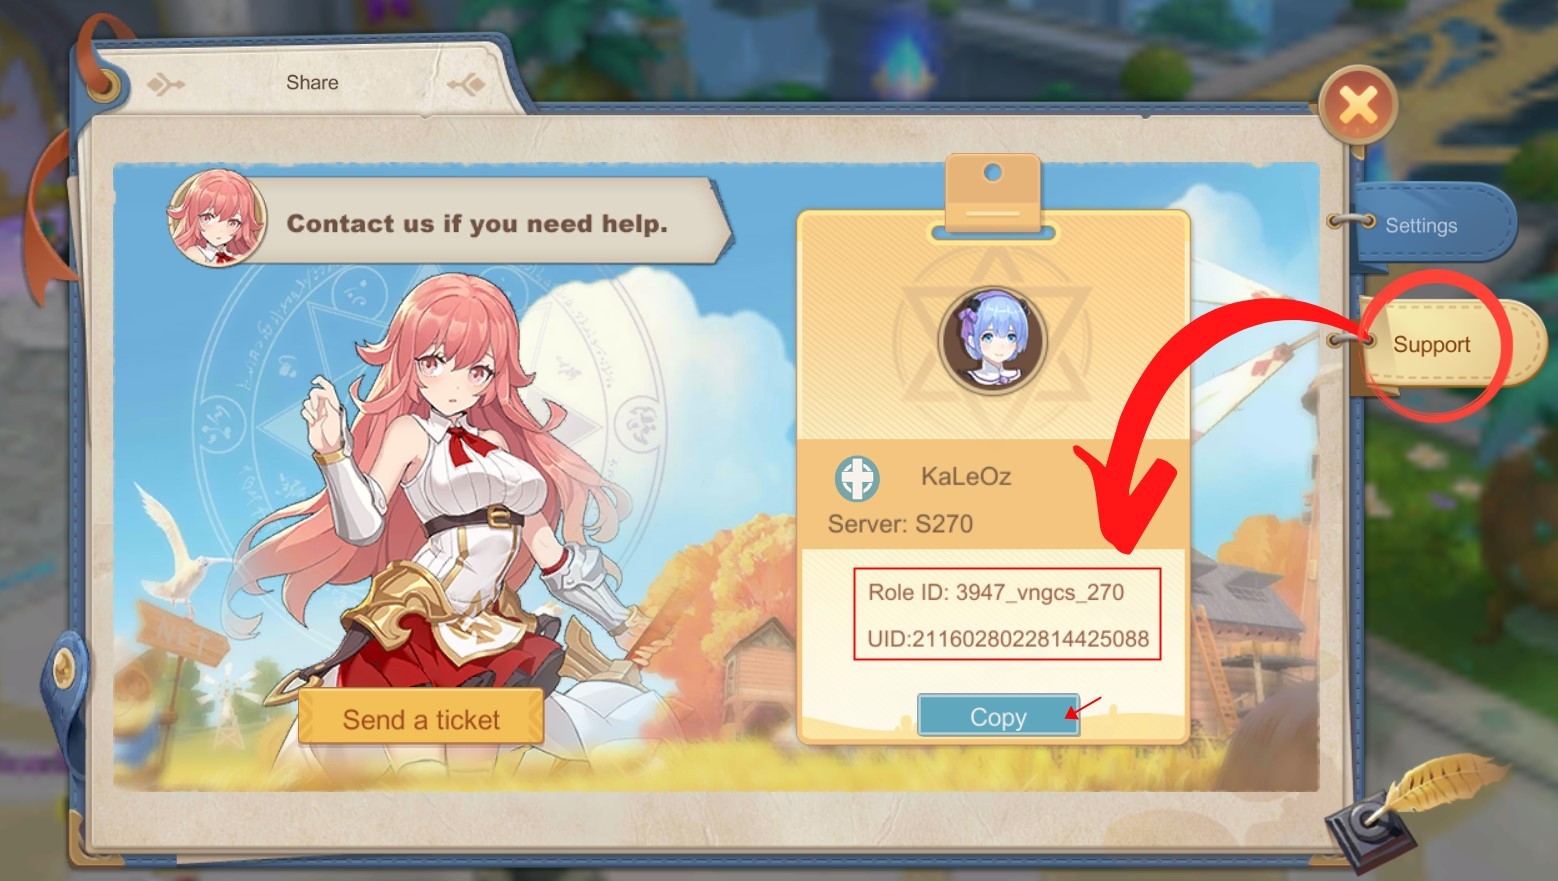 Share
Contact us if you need help.
Settings
Support
KaLeOz
Server: S270
Role ID: 3947_vngcs_270
UID:2116028022814425088
Copy
Send a ticket